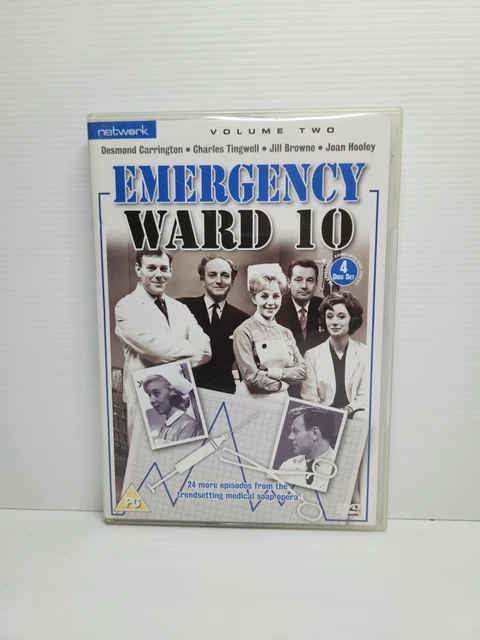 network
VOLUME TWO
Desmond Carrington • Charles Tingwell • Jill Browne • Joan Hooley
EMERGENCY
WARD 10
4
DISC SET
24 more episodes from the
trendsetting medical soap opera
PG
DVD